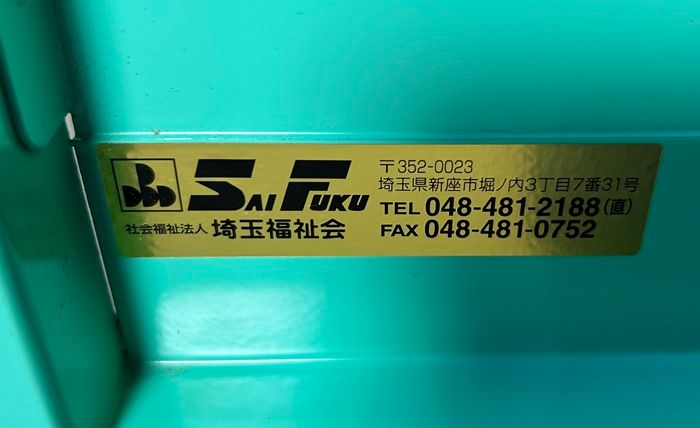 SAI FUKU
社会福祉法人 埼玉福祉会
〒352-0023
埼玉県新座市堀ノ内3丁目7番31号
TEL 048-481-2188(直)
FAX 048-481-0752